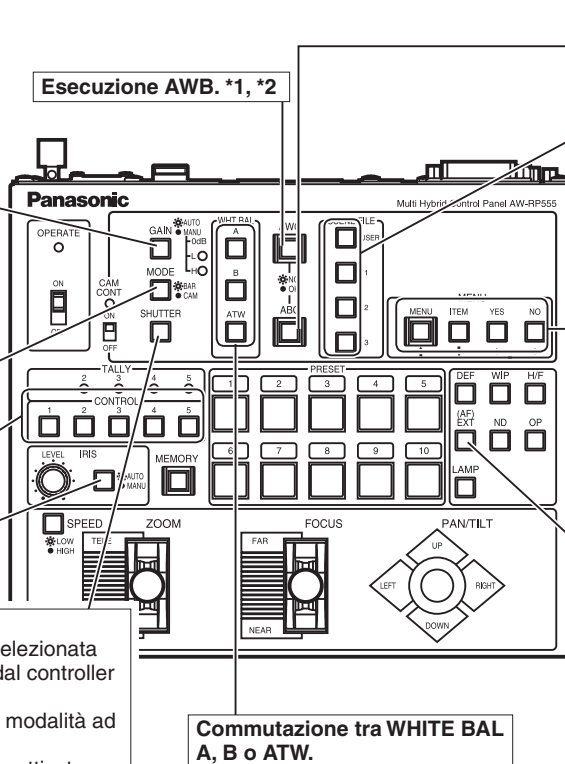 Esecuzione AWB. *1, *2
Panasonic
Multi Hybrid Control Panel AW-RP555
OPERATE
ON
GAIN
AUTO
MANU
0dB
L
H
MODE
BAR
CAM
CAM
CONT
ON
OFF
SHUTTER
WHT BAL
A
B
ATW
ABC
USER
1
2
3
MENU
ITEM
YES
NO
TALLY
2 3 4 5
CONTROL
1 2 3 4 5
PRESET
1 2 3 4 5
6 7 8 9 10
DEF
WIP
H/F
(AF)
EXT
ND
OP
LAMP
LEVEL
IRIS
AUTO
MANU
MEMORY
SPEED
LOW
HIGH
ZOOM
TELE
FOCUS
FAR
NEAR
PAN/TILT
UP
LEFT
RIGHT
DOWN
elezionata
dal controller
modalità ad
Commutazione tra WHITE BAL
A, B o ATW.